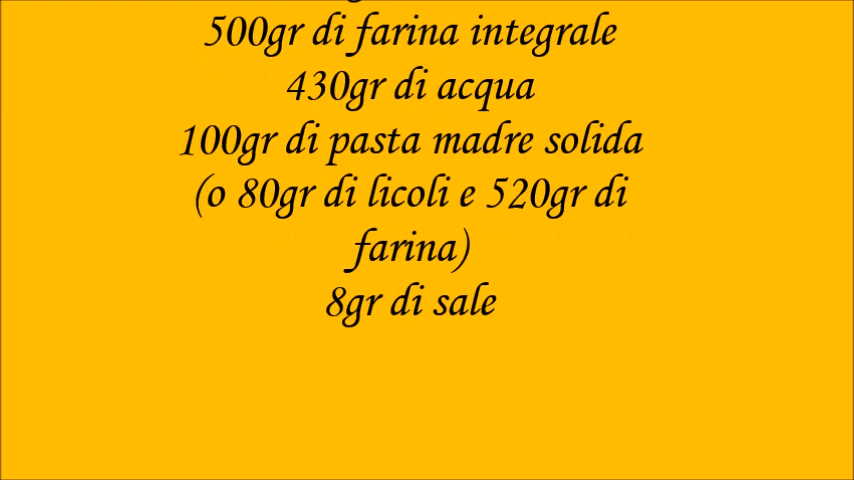 500gr di farina integrale
430gr di acqua
100gr di pasta madre solida
(o 80gr di licoli e 520gr di
farina)
8gr di sale